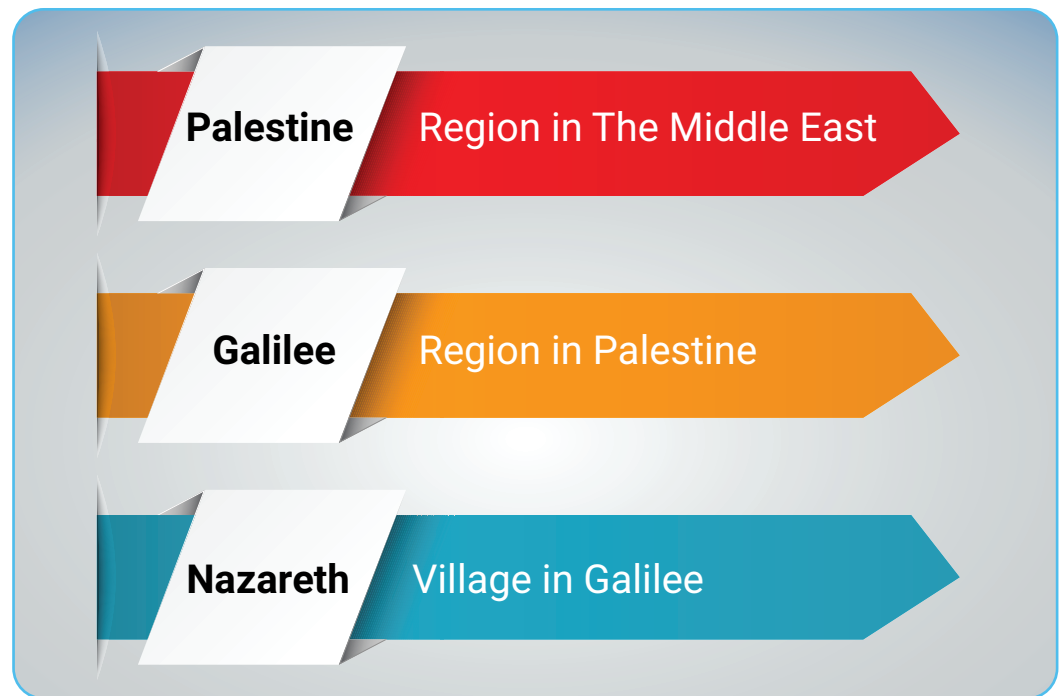 Palestine Region in The Middle East
Galilee Region in Palestine
Nazareth Village in Galilee